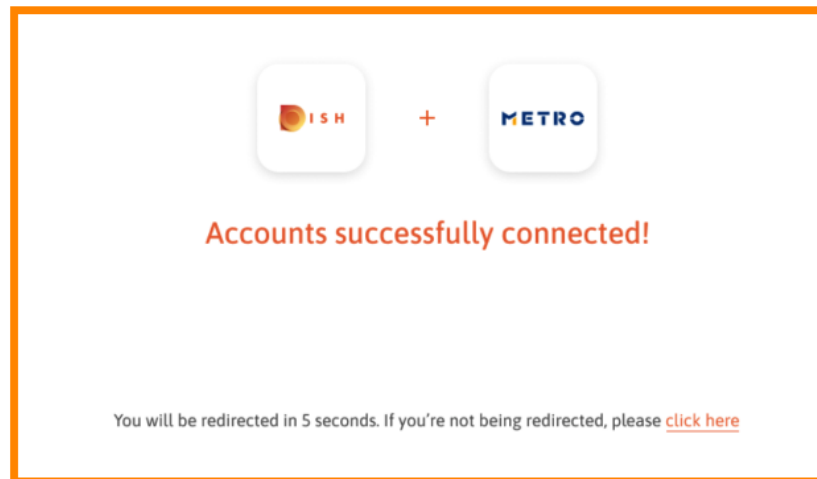 DISH + METRO
Accounts successfully connected!
You will be redirected in 5 seconds. If you’re not being redirected, please click here